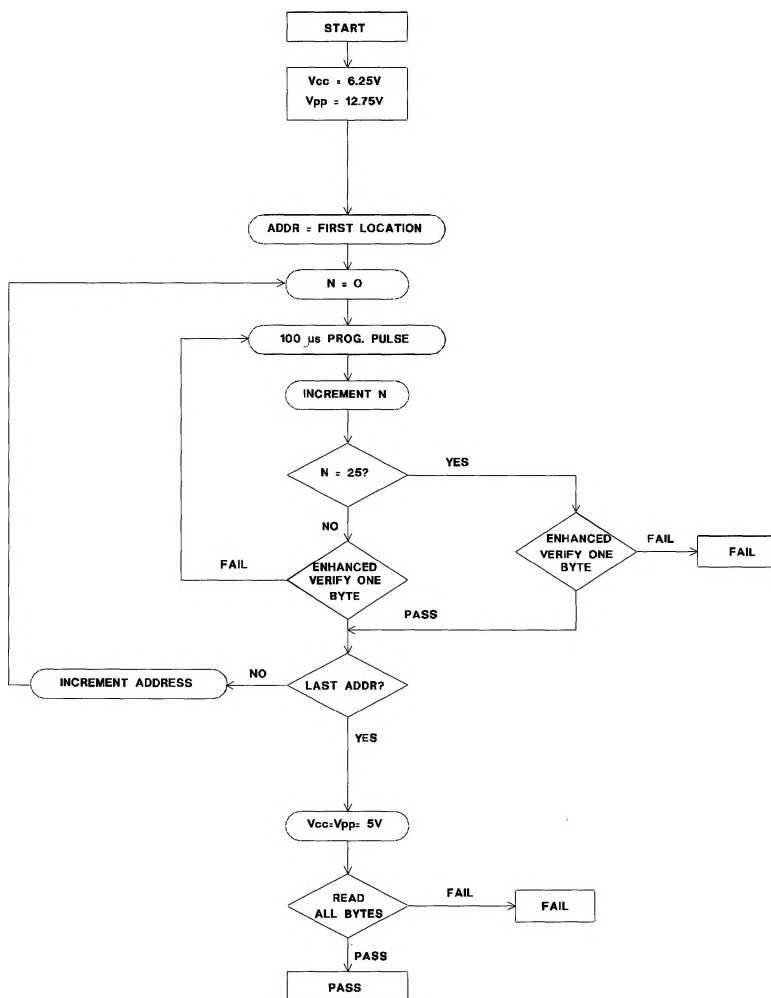 START
Vcc = 6.25V
Vpp = 12.75V
ADDR = FIRST LOCATION
N = O
100 µs PROG. PULSE
INCREMENT N
N = 25?
YES
NO
ENHANCED
VERIFY ONE
BYTE
FAIL
ENHANCED
VERIFY ONE
BYTE
FAIL
FAIL
PASS
LAST ADDR?
NO
INCREMENT ADDRESS
YES
Vcc=Vpp= 5V
READ
ALL BYTES
FAIL
FAIL
PASS
PASS